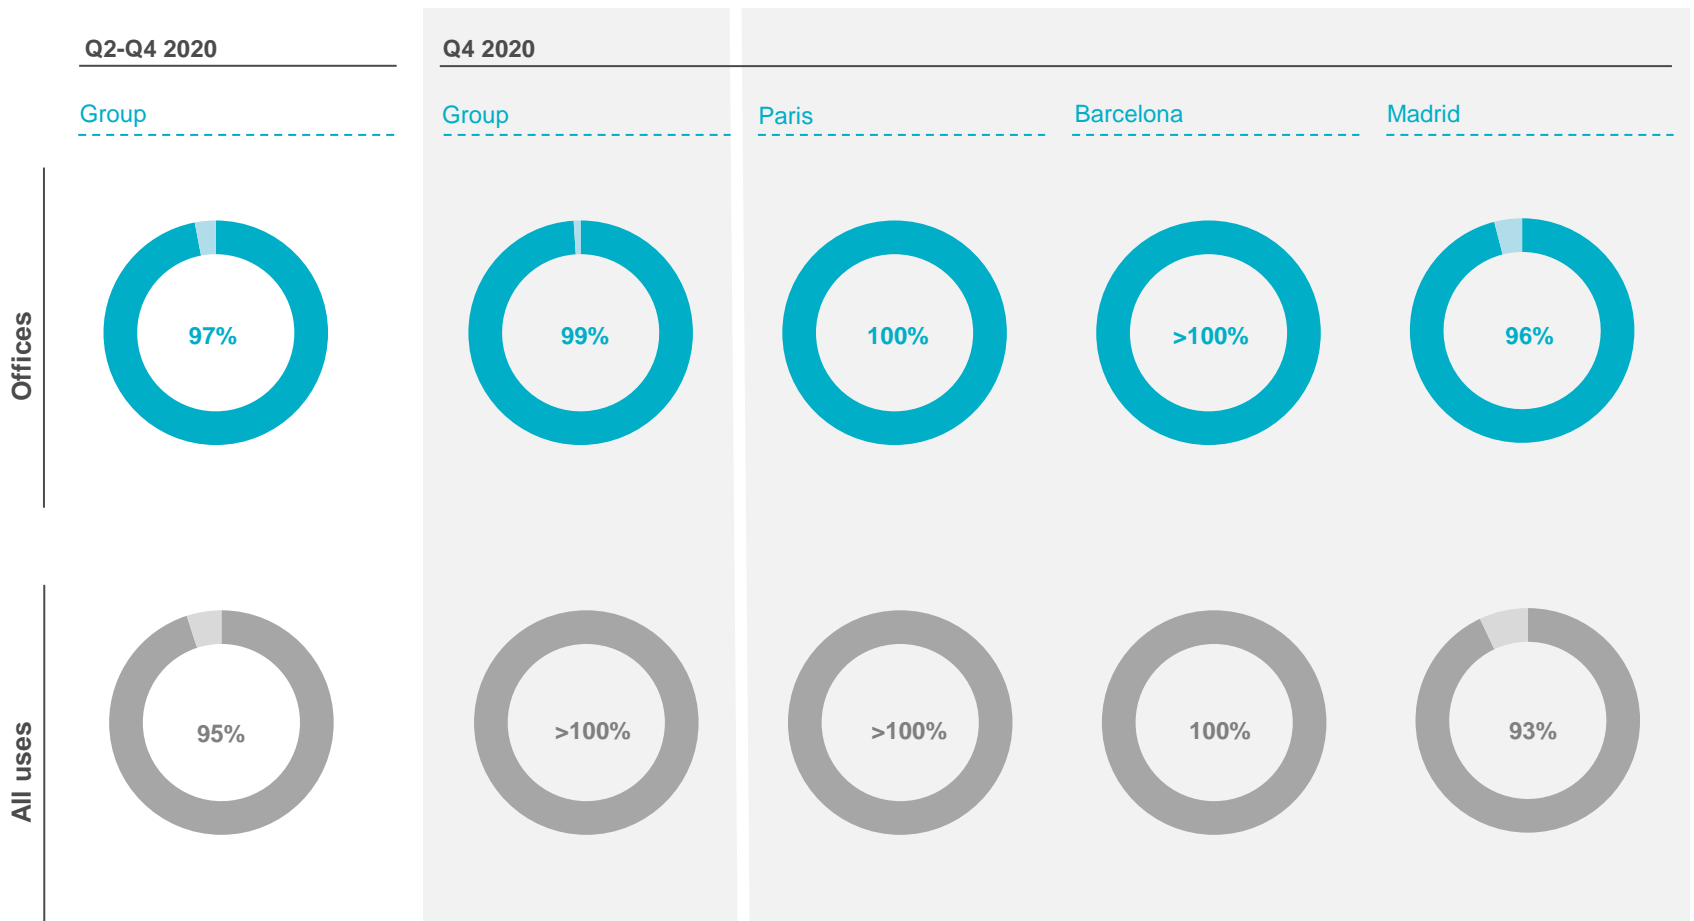 Q2-Q4 2020
Q4 2020
Group
Group
Paris
Barcelona
Madrid
Offices
97%
99%
100%
>100%
96%
All uses
95%
>100%
>100%
100%
93%